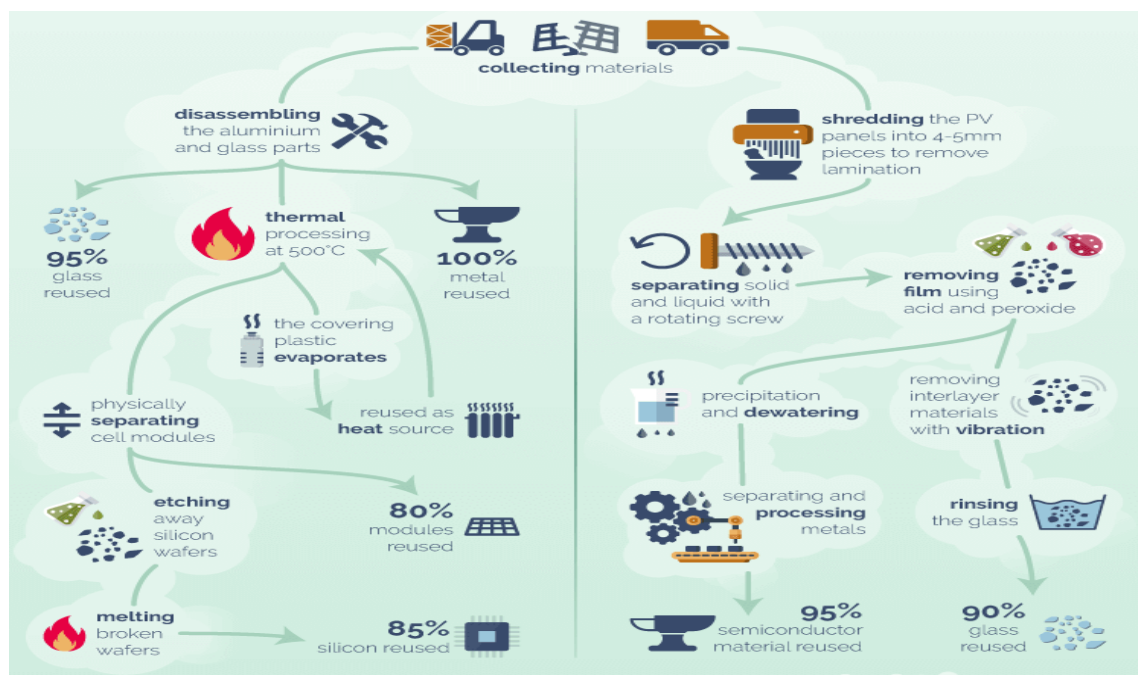 collecting materials
disassembling
the aluminium
and glass parts
95%
glass
reused
thermal
processing
at 500°C
100%
metal
reused
the covering
plastic
evaporates
reused as
heat source
physically
separating
cell modules
80%
modules
reused
etching
away
silicon
wafers
melting
broken
wafers
85%
silicon reused
shredding the PV
panels into 4-5mm
pieces to remove
lamination
separating solid
and liquid with
a rotating screw
removing
film using
acid and peroxide
precipitation
and dewatering
removing
interlayer
materials
with vibration
separating and
processing
metals
rinsing
the glass
95%
semiconductor
material reused
90%
glass
reused